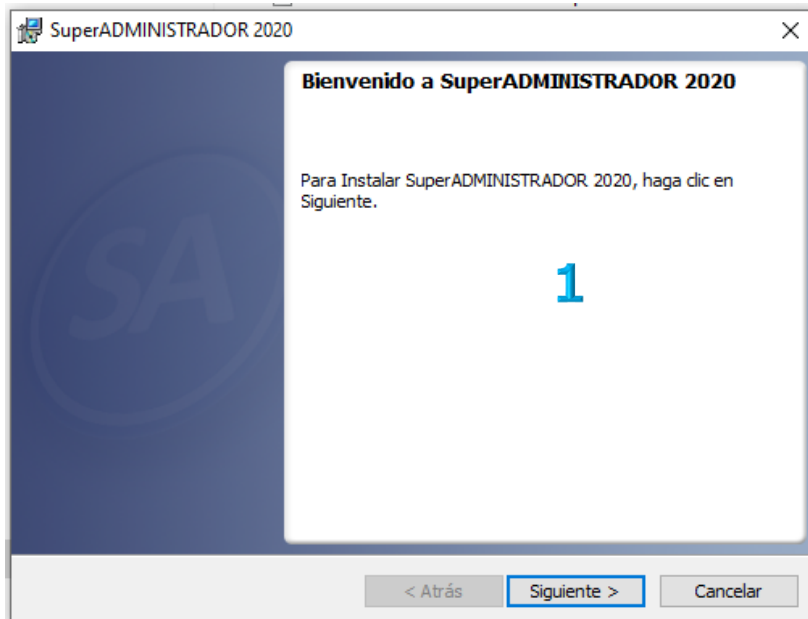 SuperADMINISTRADOR 2020
Bienvenido a SuperADMINISTRADOR 2020
Para Instalar SuperADMINISTRADOR 2020, haga clic en
Siguiente.
SA
1
< Atrás
Siguiente >
Cancelar